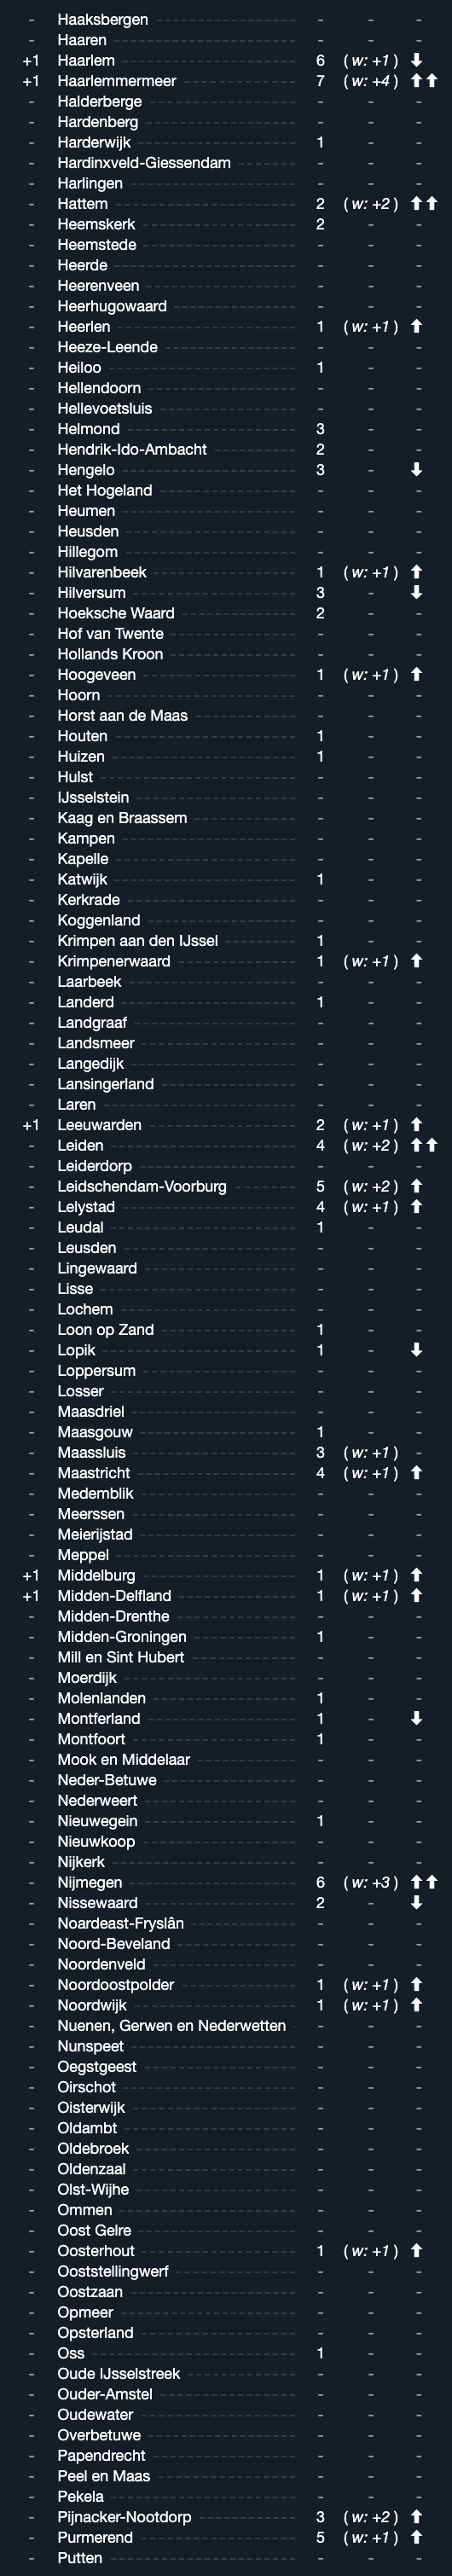 - Haaksbergen - - -
- Haaren - - -
+1 Haarlem 6 ( w: +1 ) ⬇
+1 Haarlemmermeer 7 ( w: +4 ) ⬆⬆
- Halderberge - - -
- Hardenberg - - -
- Harderwijk 1 - -
- Hardinxveld-Giessendam - - -
- Harlingen - - -
- Hattem 2 ( w: +2 ) ⬆⬆
- Heemskerk 2 - -
- Heemstede - - -
- Heerde - - -
- Heerenveen - - -
- Heerhugowaard - - -
- Heerlen 1 ( w: +1 ) ⬆
- Heeze-Leende - - -
- Heiloo 1 - -
- Hellendoorn - - -
- Hellevoetsluis - - -
- Helmond 3 - -
- Hendrik-Ido-Ambacht 2 - -
- Hengelo 3 - ⬇
- Het Hogeland - - -
- Heumen - - -
- Heusden - - -
- Hillegom - - -
- Hilvarenbeek 1 ( w: +1 ) ⬆
- Hilversum 3 - ⬇
- Hoeksche Waard 2 - -
- Hof van Twente - - -
- Hollands Kroon - - -
- Hoogeveen 1 ( w: +1 ) ⬆
- Hoorn - - -
- Horst aan de Maas - - -
- Houten 1 - -
- Huizen 1 - -
- Hulst - - -
- IJsselstein - - -
- Kaag en Braassem - - -
- Kampen - - -
- Kapelle - - -
- Katwijk 1 - -
- Kerkrade - - -
- Koggenland - - -
- Krimpen aan den IJssel 1 - -
- Krimpenerwaard 1 ( w: +1 ) ⬆
- Laarbeek - - -
- Landerd 1 - -
- Landgraaf - - -
- Landsmeer - - -
- Langedijk - - -
- Lansingerland - - -
- Laren - - -
+1 Leeuwarden 2 ( w: +1 ) ⬆
- Leiden 4 ( w: +2 ) ⬆⬆
- Leiderdorp - - -
- Leidschendam-Voorburg 5 ( w: +2 ) ⬆
- Lelystad 4 ( w: +1 ) ⬆
- Leudal 1 - -
- Leusden - - -
- Lingewaard - - -
- Lisse - - -
- Lochem - - -
- Loon op Zand 1 - -
- Lopik 1 - ⬇
- Loppersum - - -
- Losser - - -
- Maasdriel - - -
- Maasgouw 1 - -
- Maassluis 3 ( w: +1 ) -
- Maastricht 4 ( w: +1 ) ⬆
- Medemblik - - -
- Meerssen - - -
- Meierijstad - - -
- Meppel - - -
+1 Middelburg 1 ( w: +1 ) ⬆
+1 Midden-Delfland 1 ( w: +1 ) ⬆
- Midden-Drenthe - - -
- Midden-Groningen 1 - -
- Mill en Sint Hubert - - -
- Moerdijk - - -
- Molenlanden 1 - -
- Montferland 1 - ⬇
- Montfoort 1 - -
- Mook en Middelaar - - -
- Neder-Betuwe - - -
- Nederweert - - -
- Nieuwegein 1 - -
- Nieuwkoop - - -
- Nijkerk - - -
- Nijmegen 6 ( w: +3 ) ⬆⬆
- Nissewaard 2 - ⬇
- Noardeast-Fryslân - - -
- Noord-Beveland - - -
- Noordenveld - - -
- Noordoostpolder 1 ( w: +1 ) ⬆
- Noordwijk 1 ( w: +1 ) ⬆
- Nuenen, Gerwen en Nederwetten - - -
- Nunspeet - - -
- Oegstgeest - - -
- Oirschot - - -
- Oisterwijk - - -
- Oldambt - - -
- Oldebroek - - -
- Oldenzaal - - -
- Olst-Wijhe - - -
- Ommen - - -
- Oost Gelre - - -
- Oosterhout 1 ( w: +1 ) ⬆
- Ooststellingwerf - - -
- Oostzaan - - -
- Opmeer - - -
- Opsterland - - -
- Oss 1 - -
- Oude IJsselstreek - - -
- Ouder-Amstel - - -
- Oudewater - - -
- Overbetuwe - - -
- Papendrecht - - -
- Peel en Maas - - -
- Pekela - - -
- Pijnacker-Nootdorp 3 ( w: +2 ) ⬆
- Purmerend 5 ( w: +1 ) ⬆
- Putten - - -